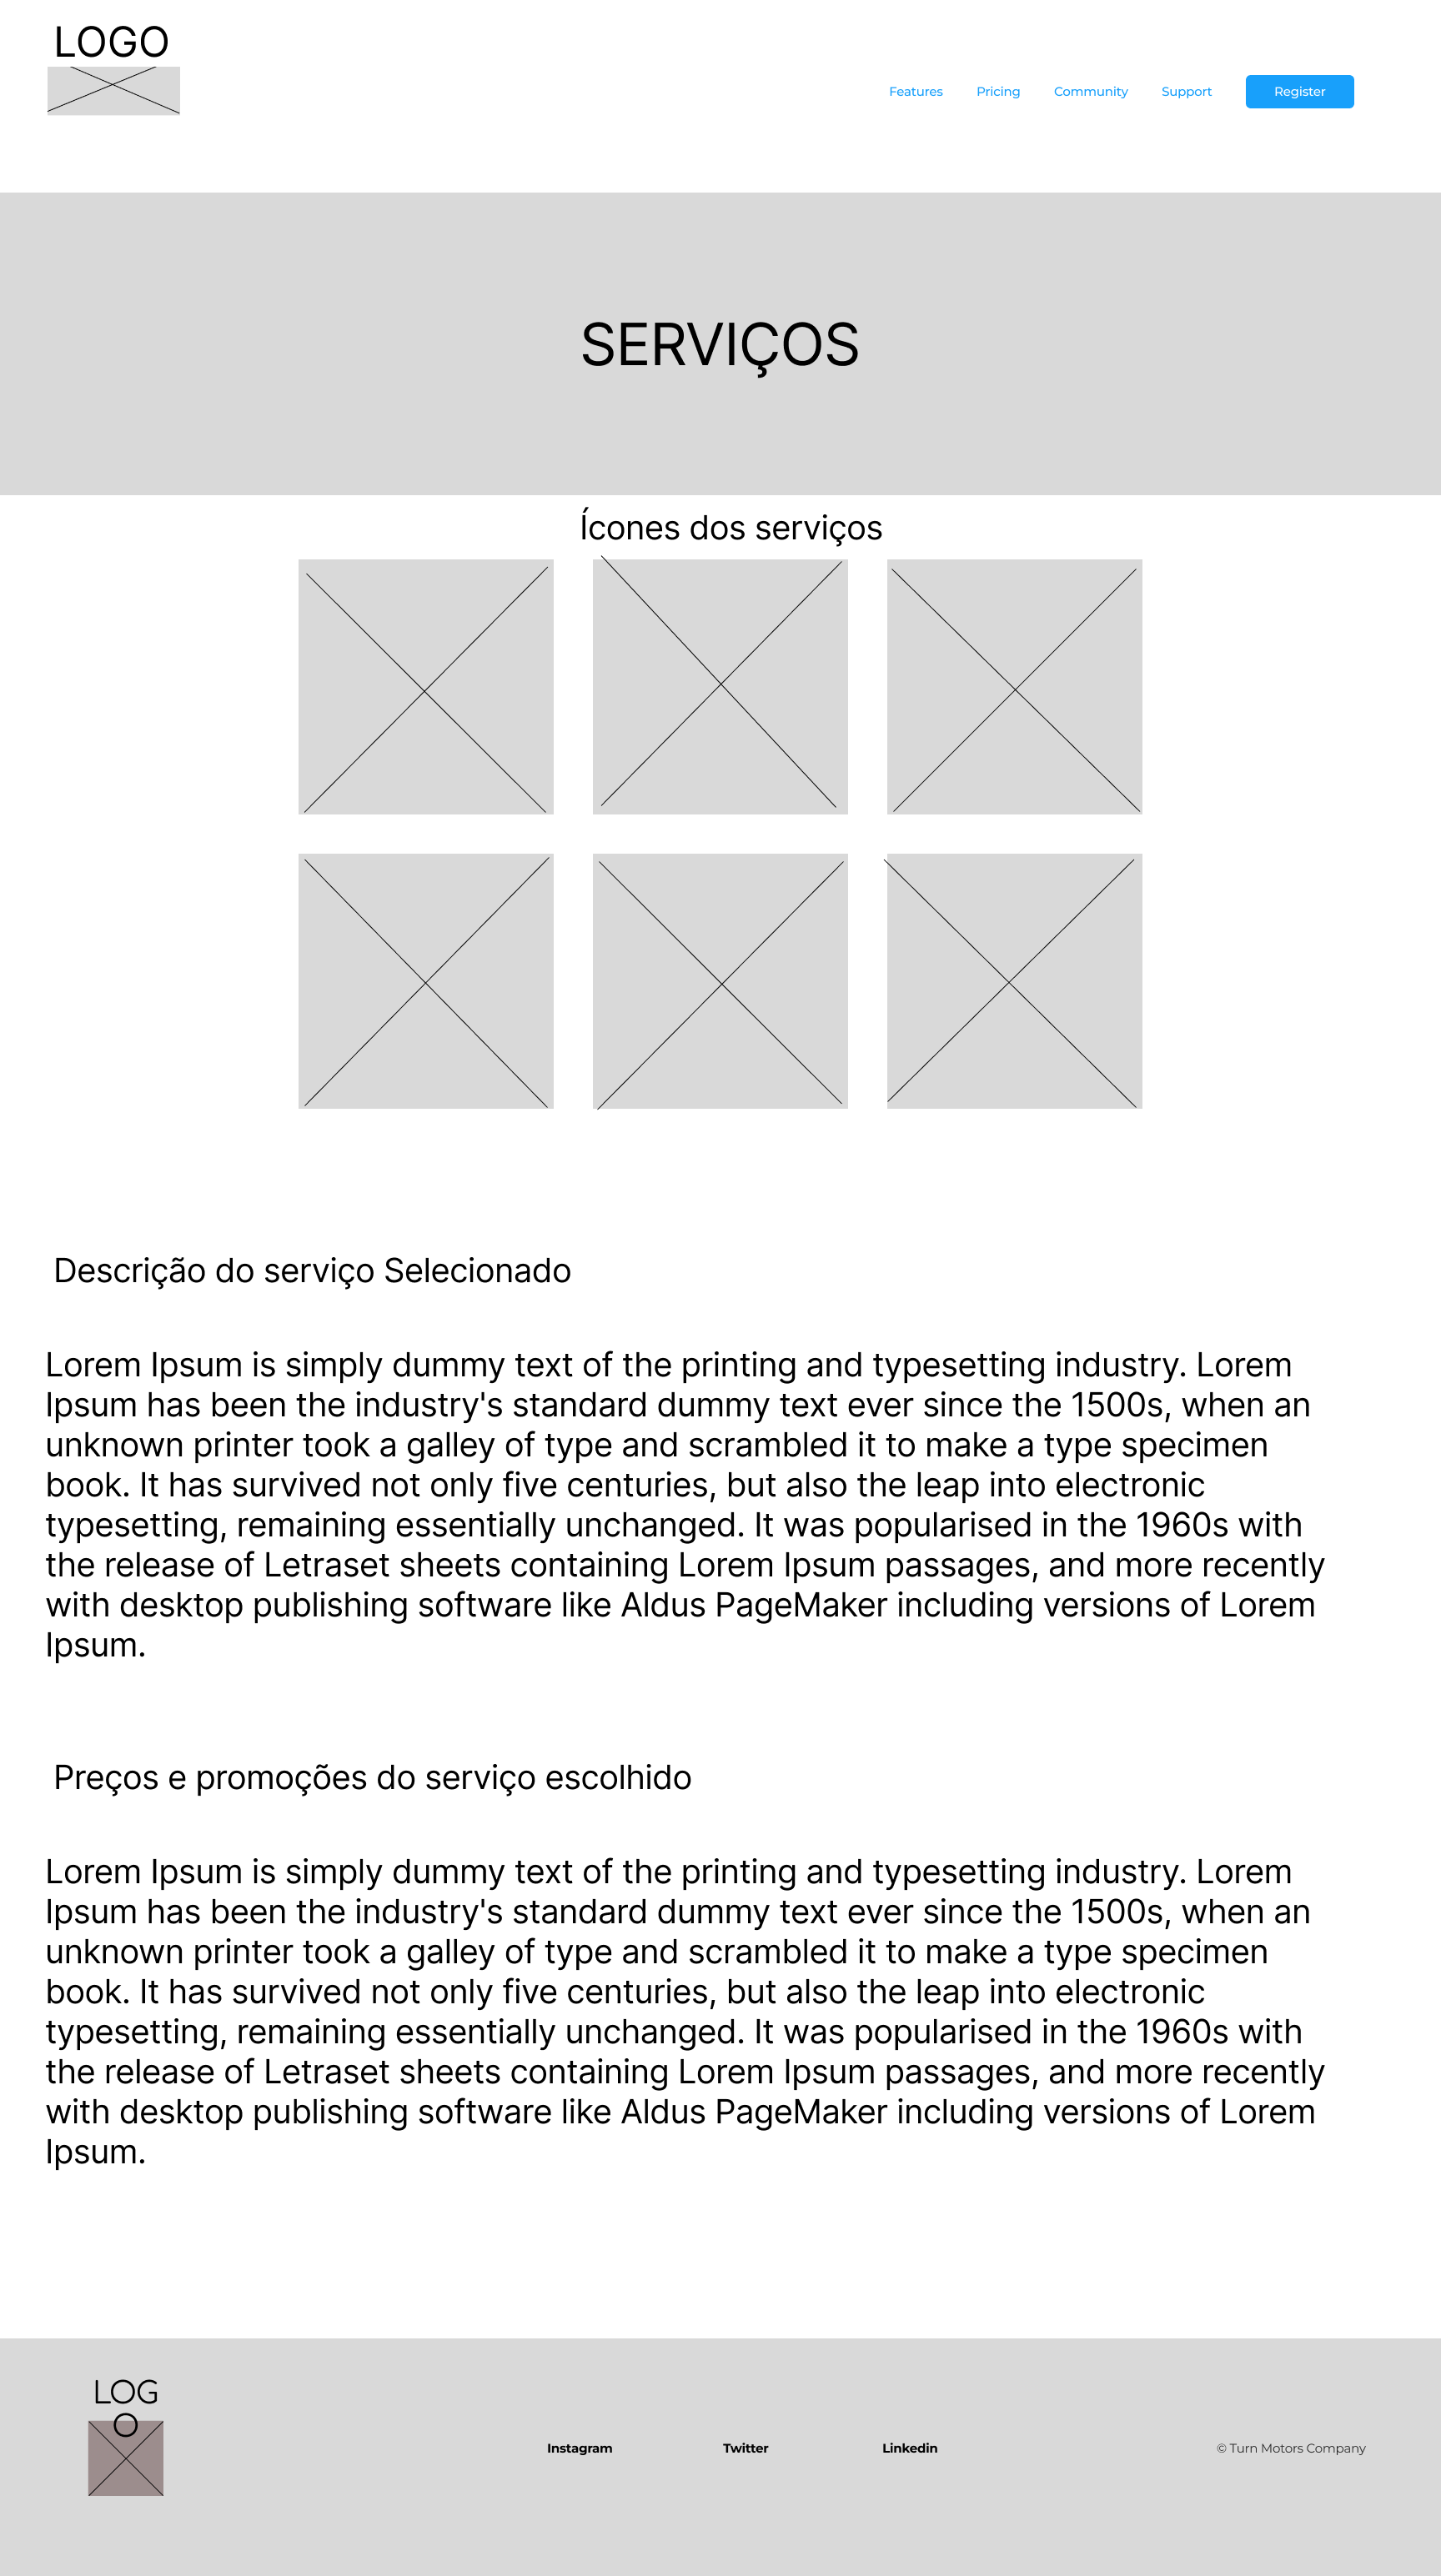 LOGO
Features Pricing Community Support Register
SERVIÇOS
Ícones dos serviços
Descrição do serviço Selecionado
Lorem Ipsum is simply dummy text of the printing and typesetting industry. Lorem
Ipsum has been the industry's standard dummy text ever since the 1500s, when an
unknown printer took a galley of type and scrambled it to make a type specimen
book. It has survived not only five centuries, but also the leap into electronic
typesetting, remaining essentially unchanged. It was popularised in the 1960s with
the release of Letraset sheets containing Lorem Ipsum passages, and more recently
with desktop publishing software like Aldus PageMaker including versions of Lorem
Ipsum.
Preços e promoções do serviço escolhido
Lorem Ipsum is simply dummy text of the printing and typesetting industry. Lorem
Ipsum has been the industry's standard dummy text ever since the 1500s, when an
unknown printer took a galley of type and scrambled it to make a type specimen
book. It has survived not only five centuries, but also the leap into electronic
typesetting, remaining essentially unchanged. It was popularised in the 1960s with
the release of Letraset sheets containing Lorem Ipsum passages, and more recently
with desktop publishing software like Aldus PageMaker including versions of Lorem
Ipsum.
LOG
O
Instagram Twitter Linkedin © Turn Motors Company